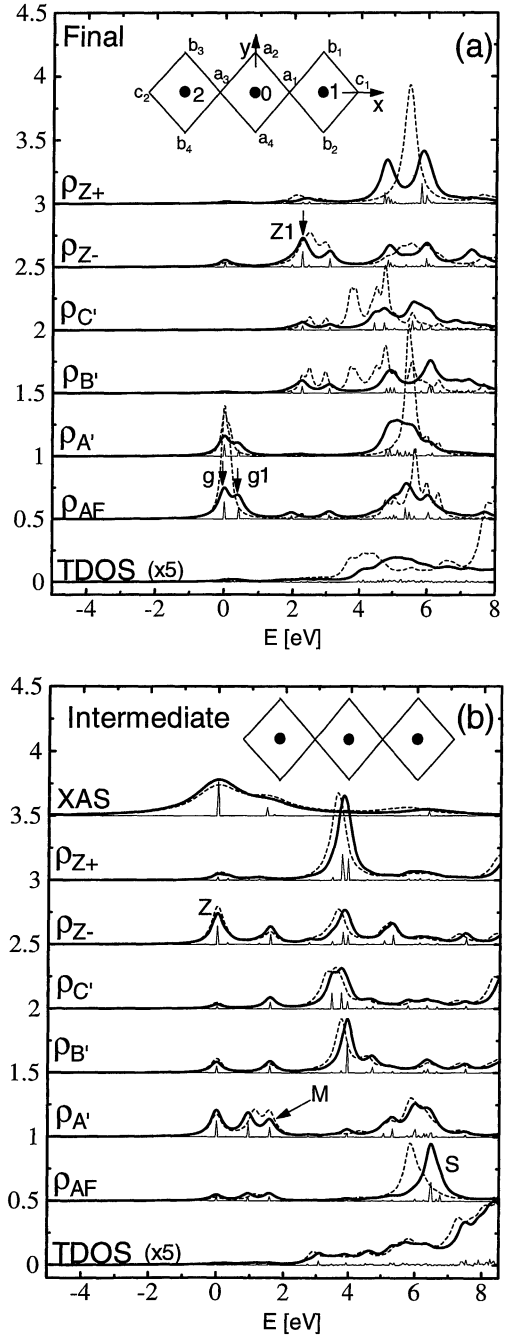 4.5
Final
(a)
b₃ y a₂ b₁
c₂ a₃ a₁ c₁
2 0 1 x
b₄ a₄ b₂
4
3.5
ρZ+
3
Z1
ρZ-
2.5
ρC'
2
ρB'
1.5
ρA'
1
g g1
ρAF
0.5
TDOS (x5)
0
-4 -2 0 2 4 6 8
E [eV]
4.5
Intermediate
(b)
4
XAS
3.5
ρZ+
3
Z
ρZ-
2.5
ρC'
2
ρB'
1.5
M
ρA'
1
S
ρAF
0.5
TDOS (x5)
0
-4 -2 0 2 4 6 8
E [eV]